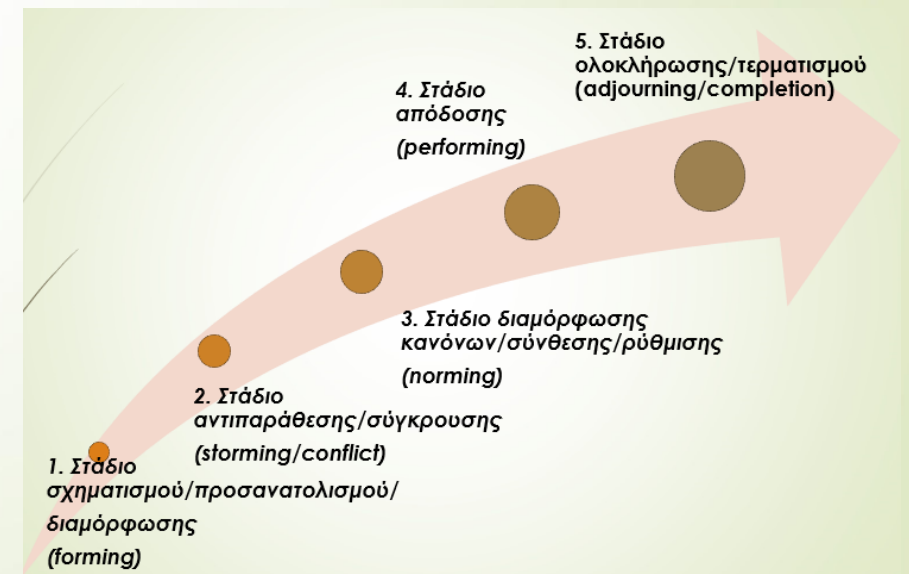 1. Στάδιο
σχηματισμού/προσανατολισμού/
διαμόρφωσης
(forming)
2. Στάδιο
αντιπαράθεσης/σύγκρουσης
(storming/conflict)
3. Στάδιο διαμόρφωσης
κανόνων/σύνθεσης/ρύθμισης
(norming)
4. Στάδιο
απόδοσης
(performing)
5. Στάδιο
ολοκλήρωσης/τερματισμού
(adjourning/completion)